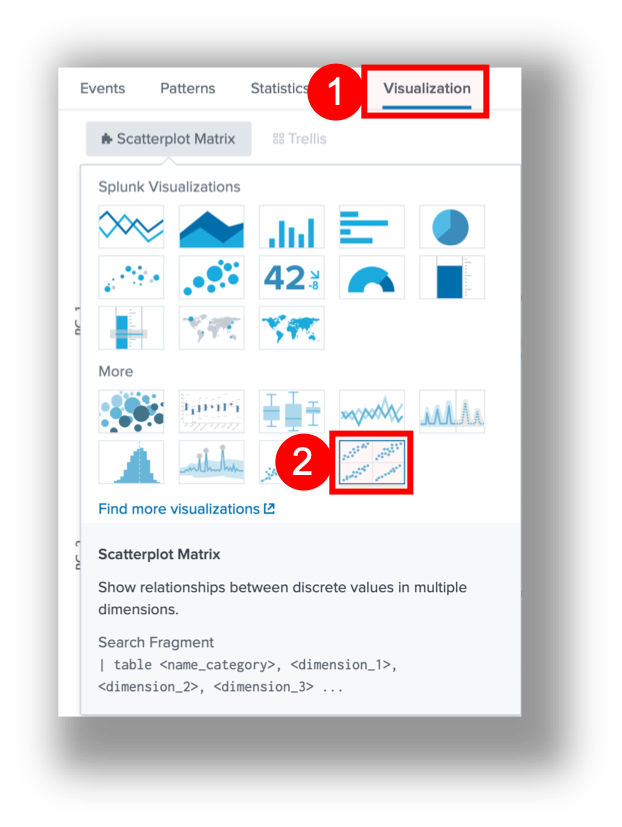 Events Patterns Statistics 1 Visualization
Scatterplot Matrix Trellis
Splunk Visualizations
42 -8
More
2
Find more visualizations
Scatterplot Matrix
Show relationships between discrete values in multiple
dimensions.
Search Fragment
| table <name_category>, <dimension_1>,
<dimension_2>, <dimension_3> ...